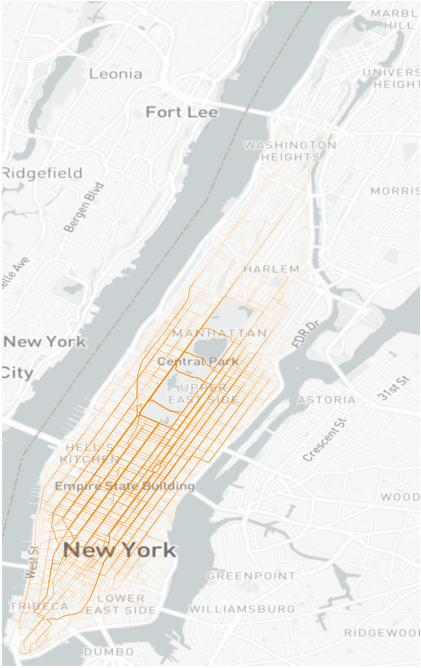 MARBL
HILL
Leonia
UNIVERS
HEIGHT
Fort Lee
WASHINGTON
HEIGHTS
Ridgefield
MORRIS
Bergen Blvd
HARLEM
elle Ave
FDR Dr
New York
City
MANHATTAN
Central Park
UPPER
EAST SIDE
ASTORIA
31st St
Crescent St
HELL'S
KITCHEN
Empire State Building
WOOD
New York
West St
GREENPOINT
TRIBECA
LOWER
EAST SIDE
WILLIAMSBURG
RIDGEWOO
DUMBO